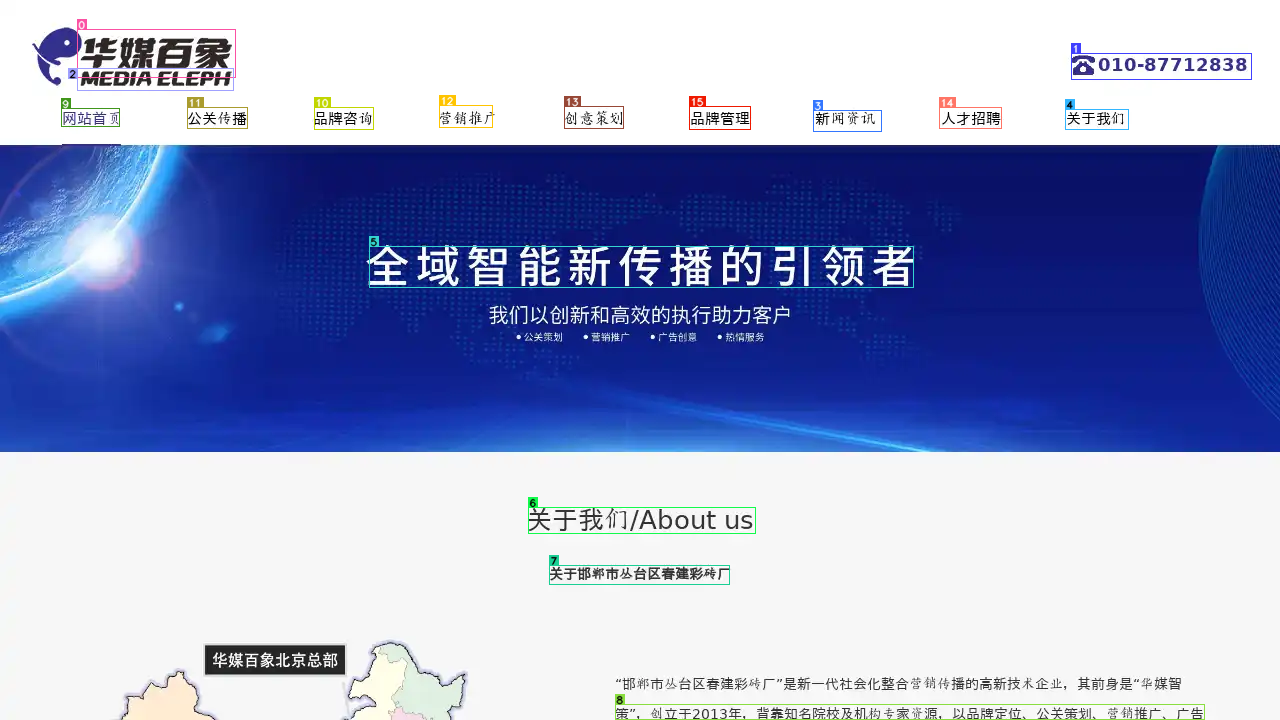 华媒百象
MEDIA ELEPH
010-87712838
网站首页 公关传播 品牌咨询 营销推广 创意策划 品牌管理 新闻资讯 人才招聘 关于我们
全域智能新传播的引领者
我们以创新和高效的执行助力客户
• 公关策划 • 营销推广 • 广告创意 • 热情服务
关于我们/About us
关于邯郸市丛台区春建彩砖厂
华媒百象北京总部
“邯郸市丛台区春建彩砖厂”是新一代社会化整合营销传播的高新技术企业，其前身是“华媒智
策”，创立于2013年，背靠知名院校及机构专家资源，以品牌定位、公关策划、营销推广、广告
0
1
2
9
11
10
12
13
15
3
14
4
5
6
7
8